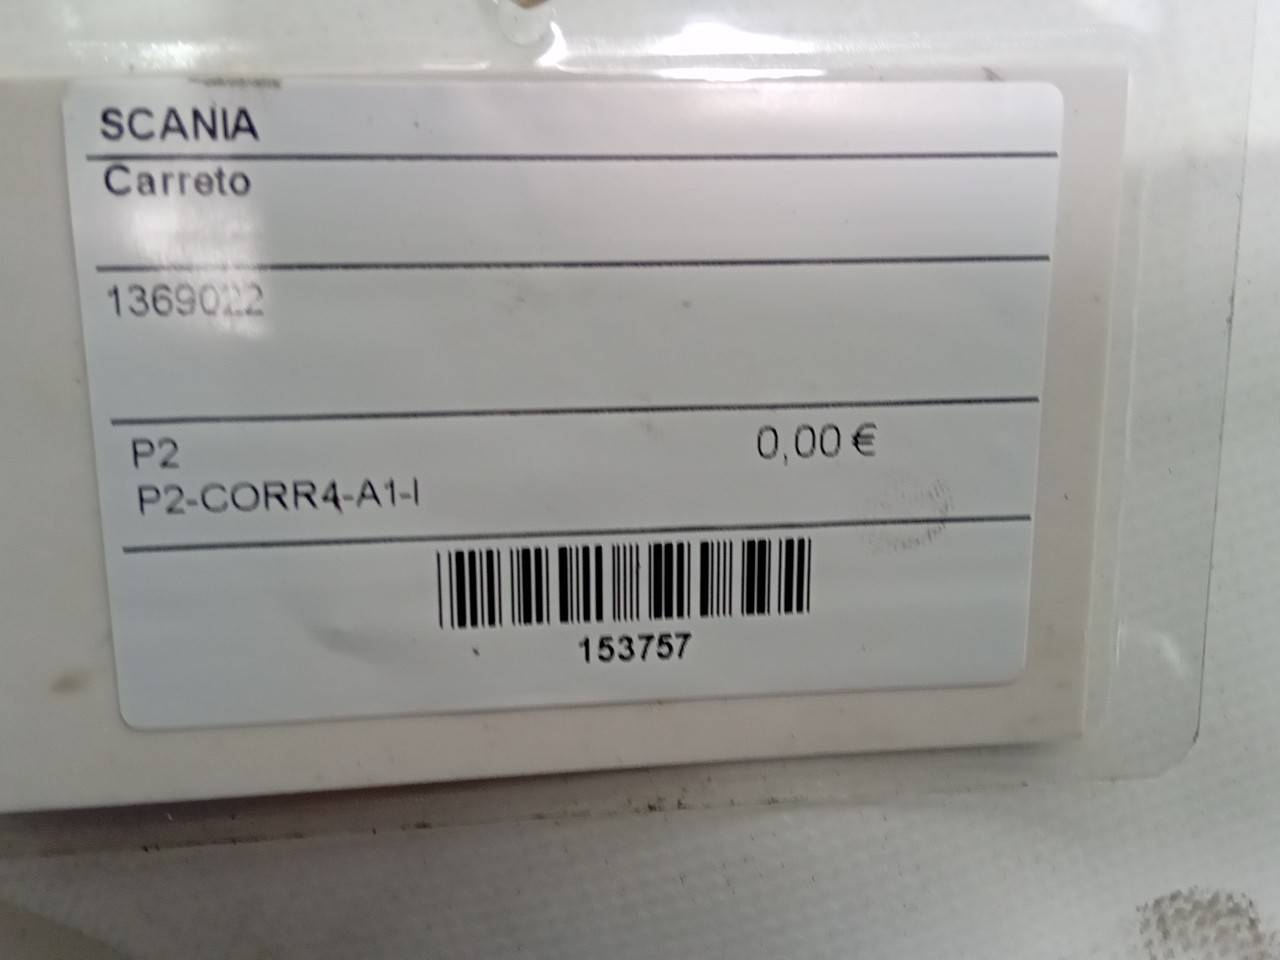 SCANIA
Carreto
1369022
P2 0,00 €
P2-CORR4-A1-I
153757